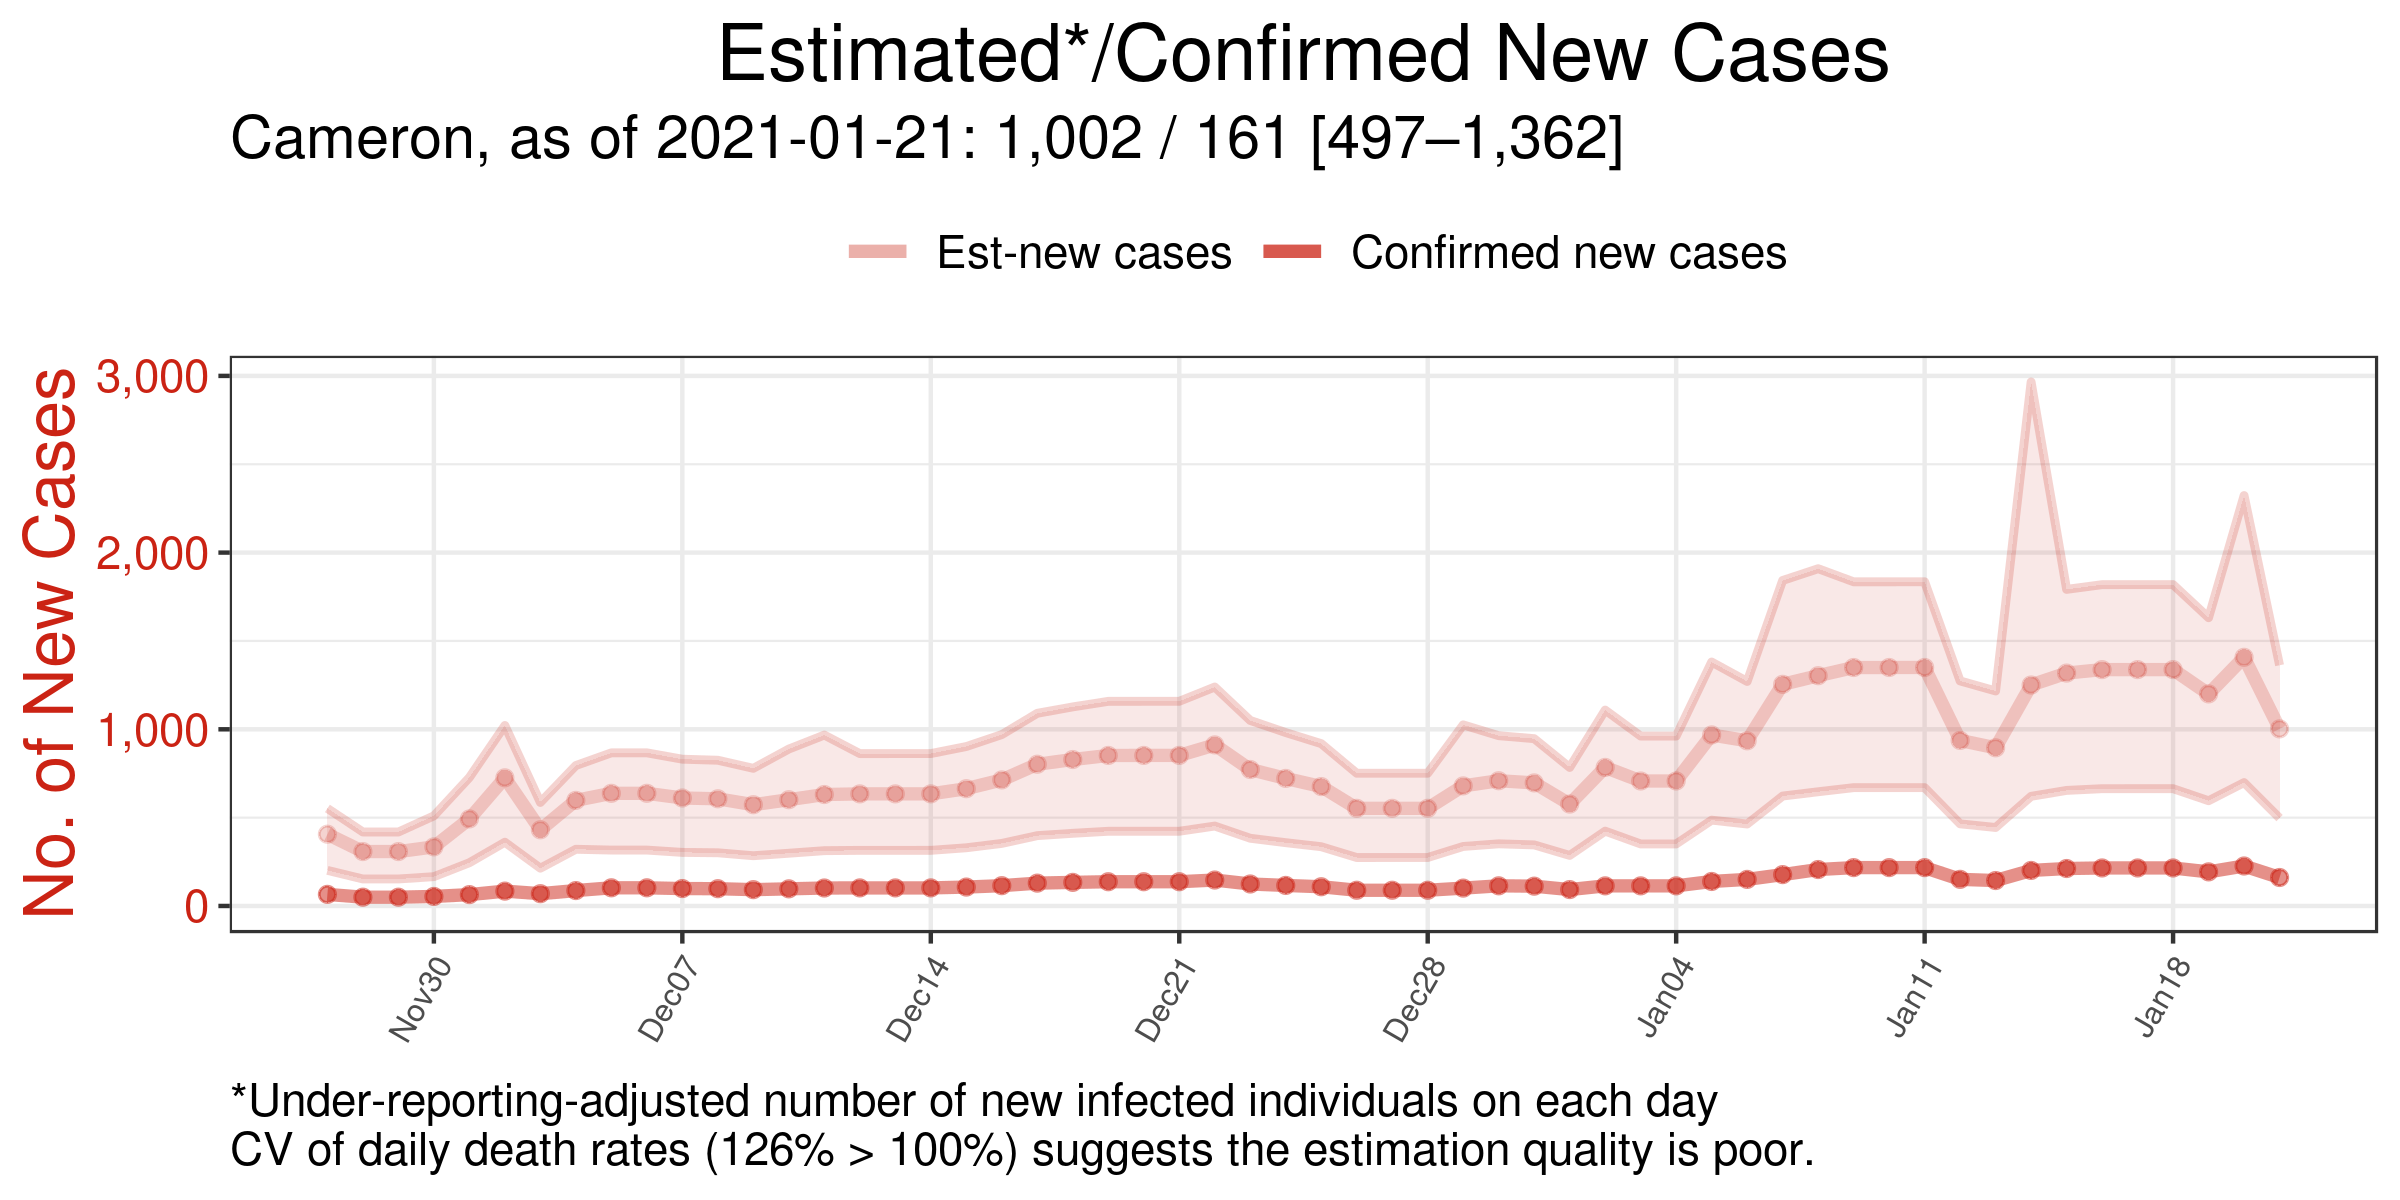 Estimated*/Confirmed New Cases
Cameron, as of 2021-01-21: 1,002 / 161 [497–1,362]
Est-new cases Confirmed new cases
No. of New Cases
3,000
2,000
1,000
0
Nov30 Dec07 Dec14 Dec21 Dec28 Jan04 Jan11 Jan18
*Under-reporting-adjusted number of new infected individuals on each day
CV of daily death rates (126% > 100%) suggests the estimation quality is poor.